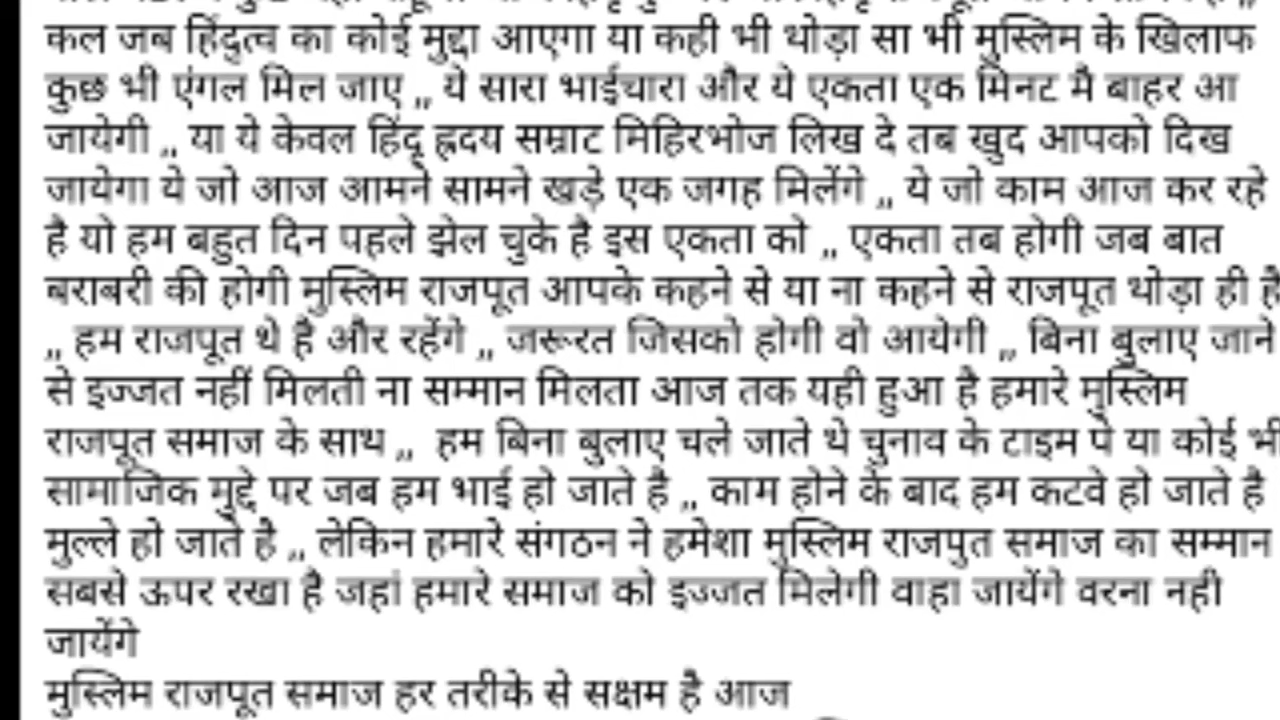 कल जब हिंदुत्व का कोई मुद्दा आएगा या कही भी थोड़ा सा भी मुस्लिम के खिलाफ
कुछ भी एंगल मिल जाए ,, ये सारा भाईचारा और ये एकता एक मिनट मै बाहर आ
जायेगी ,, या ये केवल हिंदू ह्रदय सम्राट मिहिरभोज लिख दे तब खुद आपको दिख
जायेगा ये जो आज आमने सामने खड़े एक जगह मिलेंगे ,, ये जो काम आज कर रहे
है यो हम बहुत दिन पहले झेल चुके है इस एकता को ,, एकता तब होगी जब बात
बराबरी की होगी मुस्लिम राजपूत आपके कहने से या ना कहने से राजपूत थोड़ा ही है
,, हम राजपूत थे है और रहेंगे ,, जरूरत जिसको होगी वो आयेगी ,, बिना बुलाए जाने
से इज्जत नहीं मिलती ना सम्मान मिलता आज तक यही हुआ है हमारे मुस्लिम
राजपूत समाज के साथ ,, हम बिना बुलाए चले जाते थे चुनाव के टाइम पे या कोई भी
सामाजिक मुद्दे पर जब हम भाई हो जाते है ,, काम होने के बाद हम कटवे हो जाते है
मुल्ले हो जाते है ,, लेकिन हमारे संगठन ने हमेशा मुस्लिम राजपुत समाज का सम्मान
सबसे ऊपर रखा है जहां हमारे समाज को इज्जत मिलेगी वाहा जायेंगे वरना नही
जायेंगे
मुस्लिम राजपूत समाज हर तरीके से सक्षम है आज